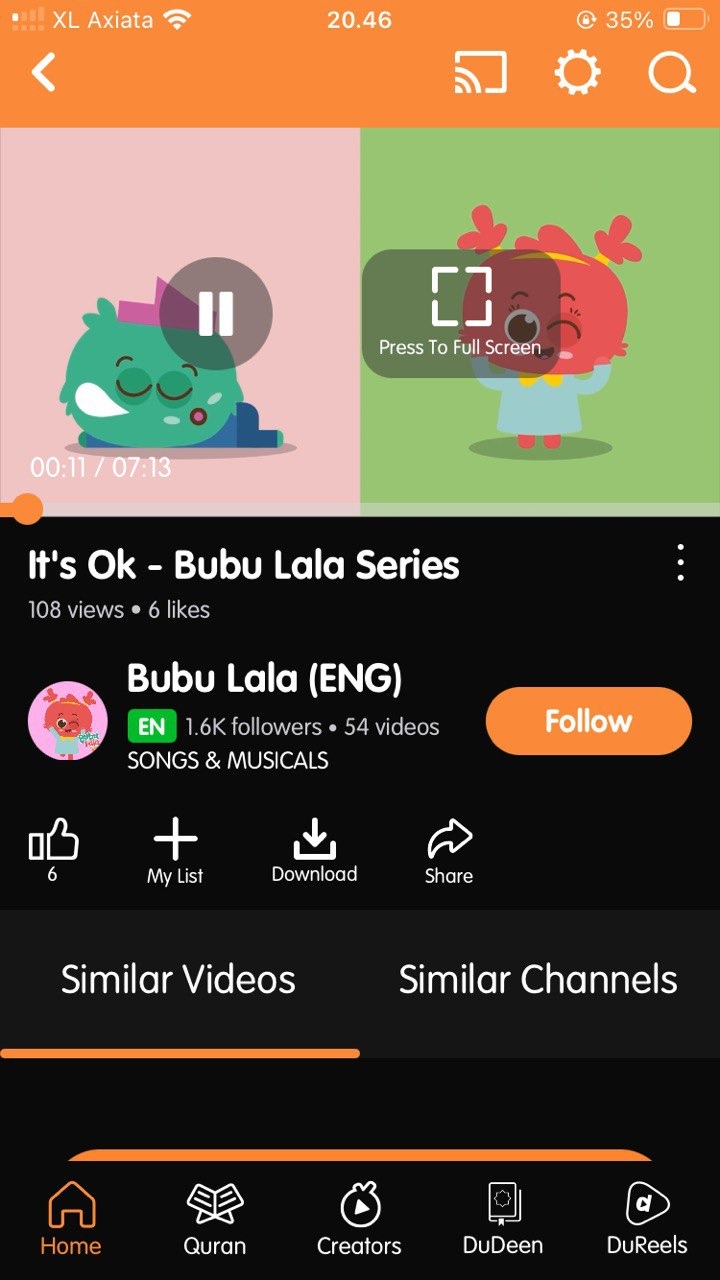 XL Axiata 20.46 35%
Press To Full Screen
00:11 / 07:13
It's Ok - Bubu Lala Series
108 views • 6 likes
Bubu Lala (ENG)
EN 1.6K followers • 54 videos
SONGS & MUSICALS
Follow
6 My List Download Share
Similar Videos Similar Channels
Home Quran Creators DuDeen DuReels